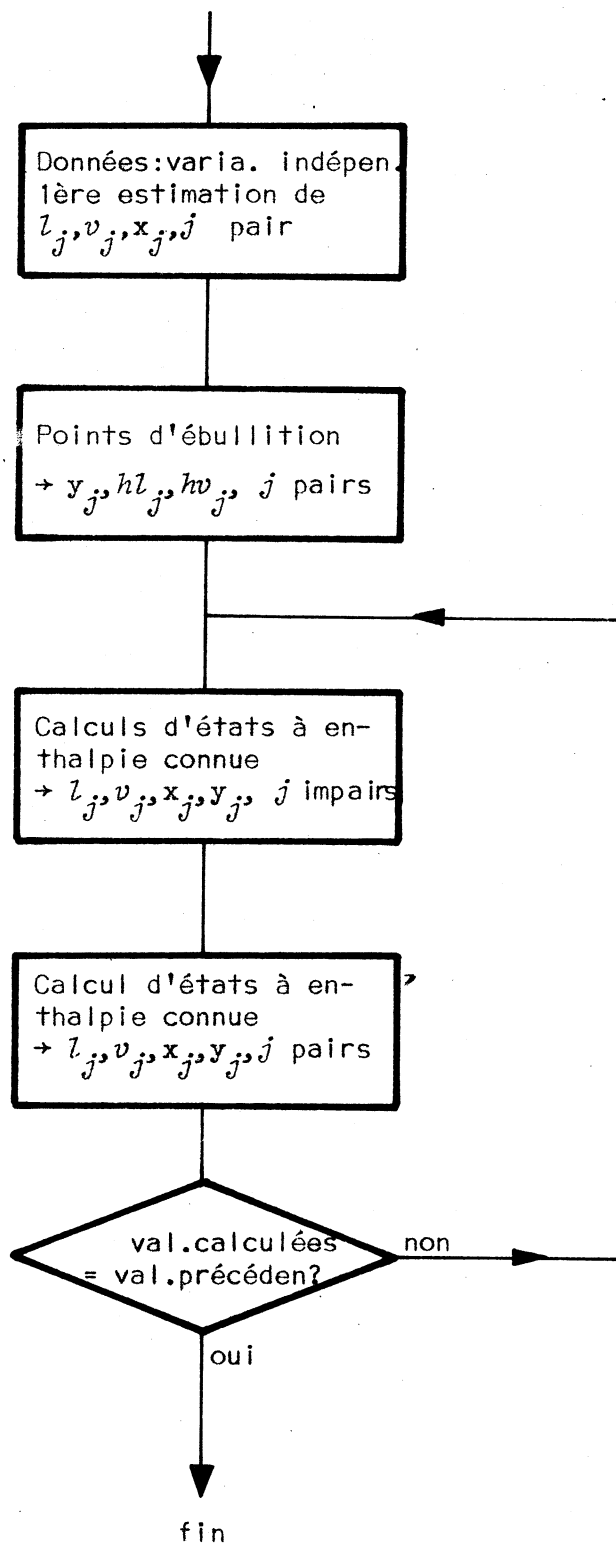 Données:varia. indépen.
1ère estimation de
l_j,v_j,x_j,j pair
Points d'ébullition
→ y_j,hl_j,hv_j, j pairs
Calculs d'états à en-
thalpie connue
→ l_j,v_j,x_j,y_j, j impairs
Calcul d'états à en-
thalpie connue
→ l_j,v_j,x_j,y_j,j pairs
val.calculées
= val.précéden?
non
oui
fin